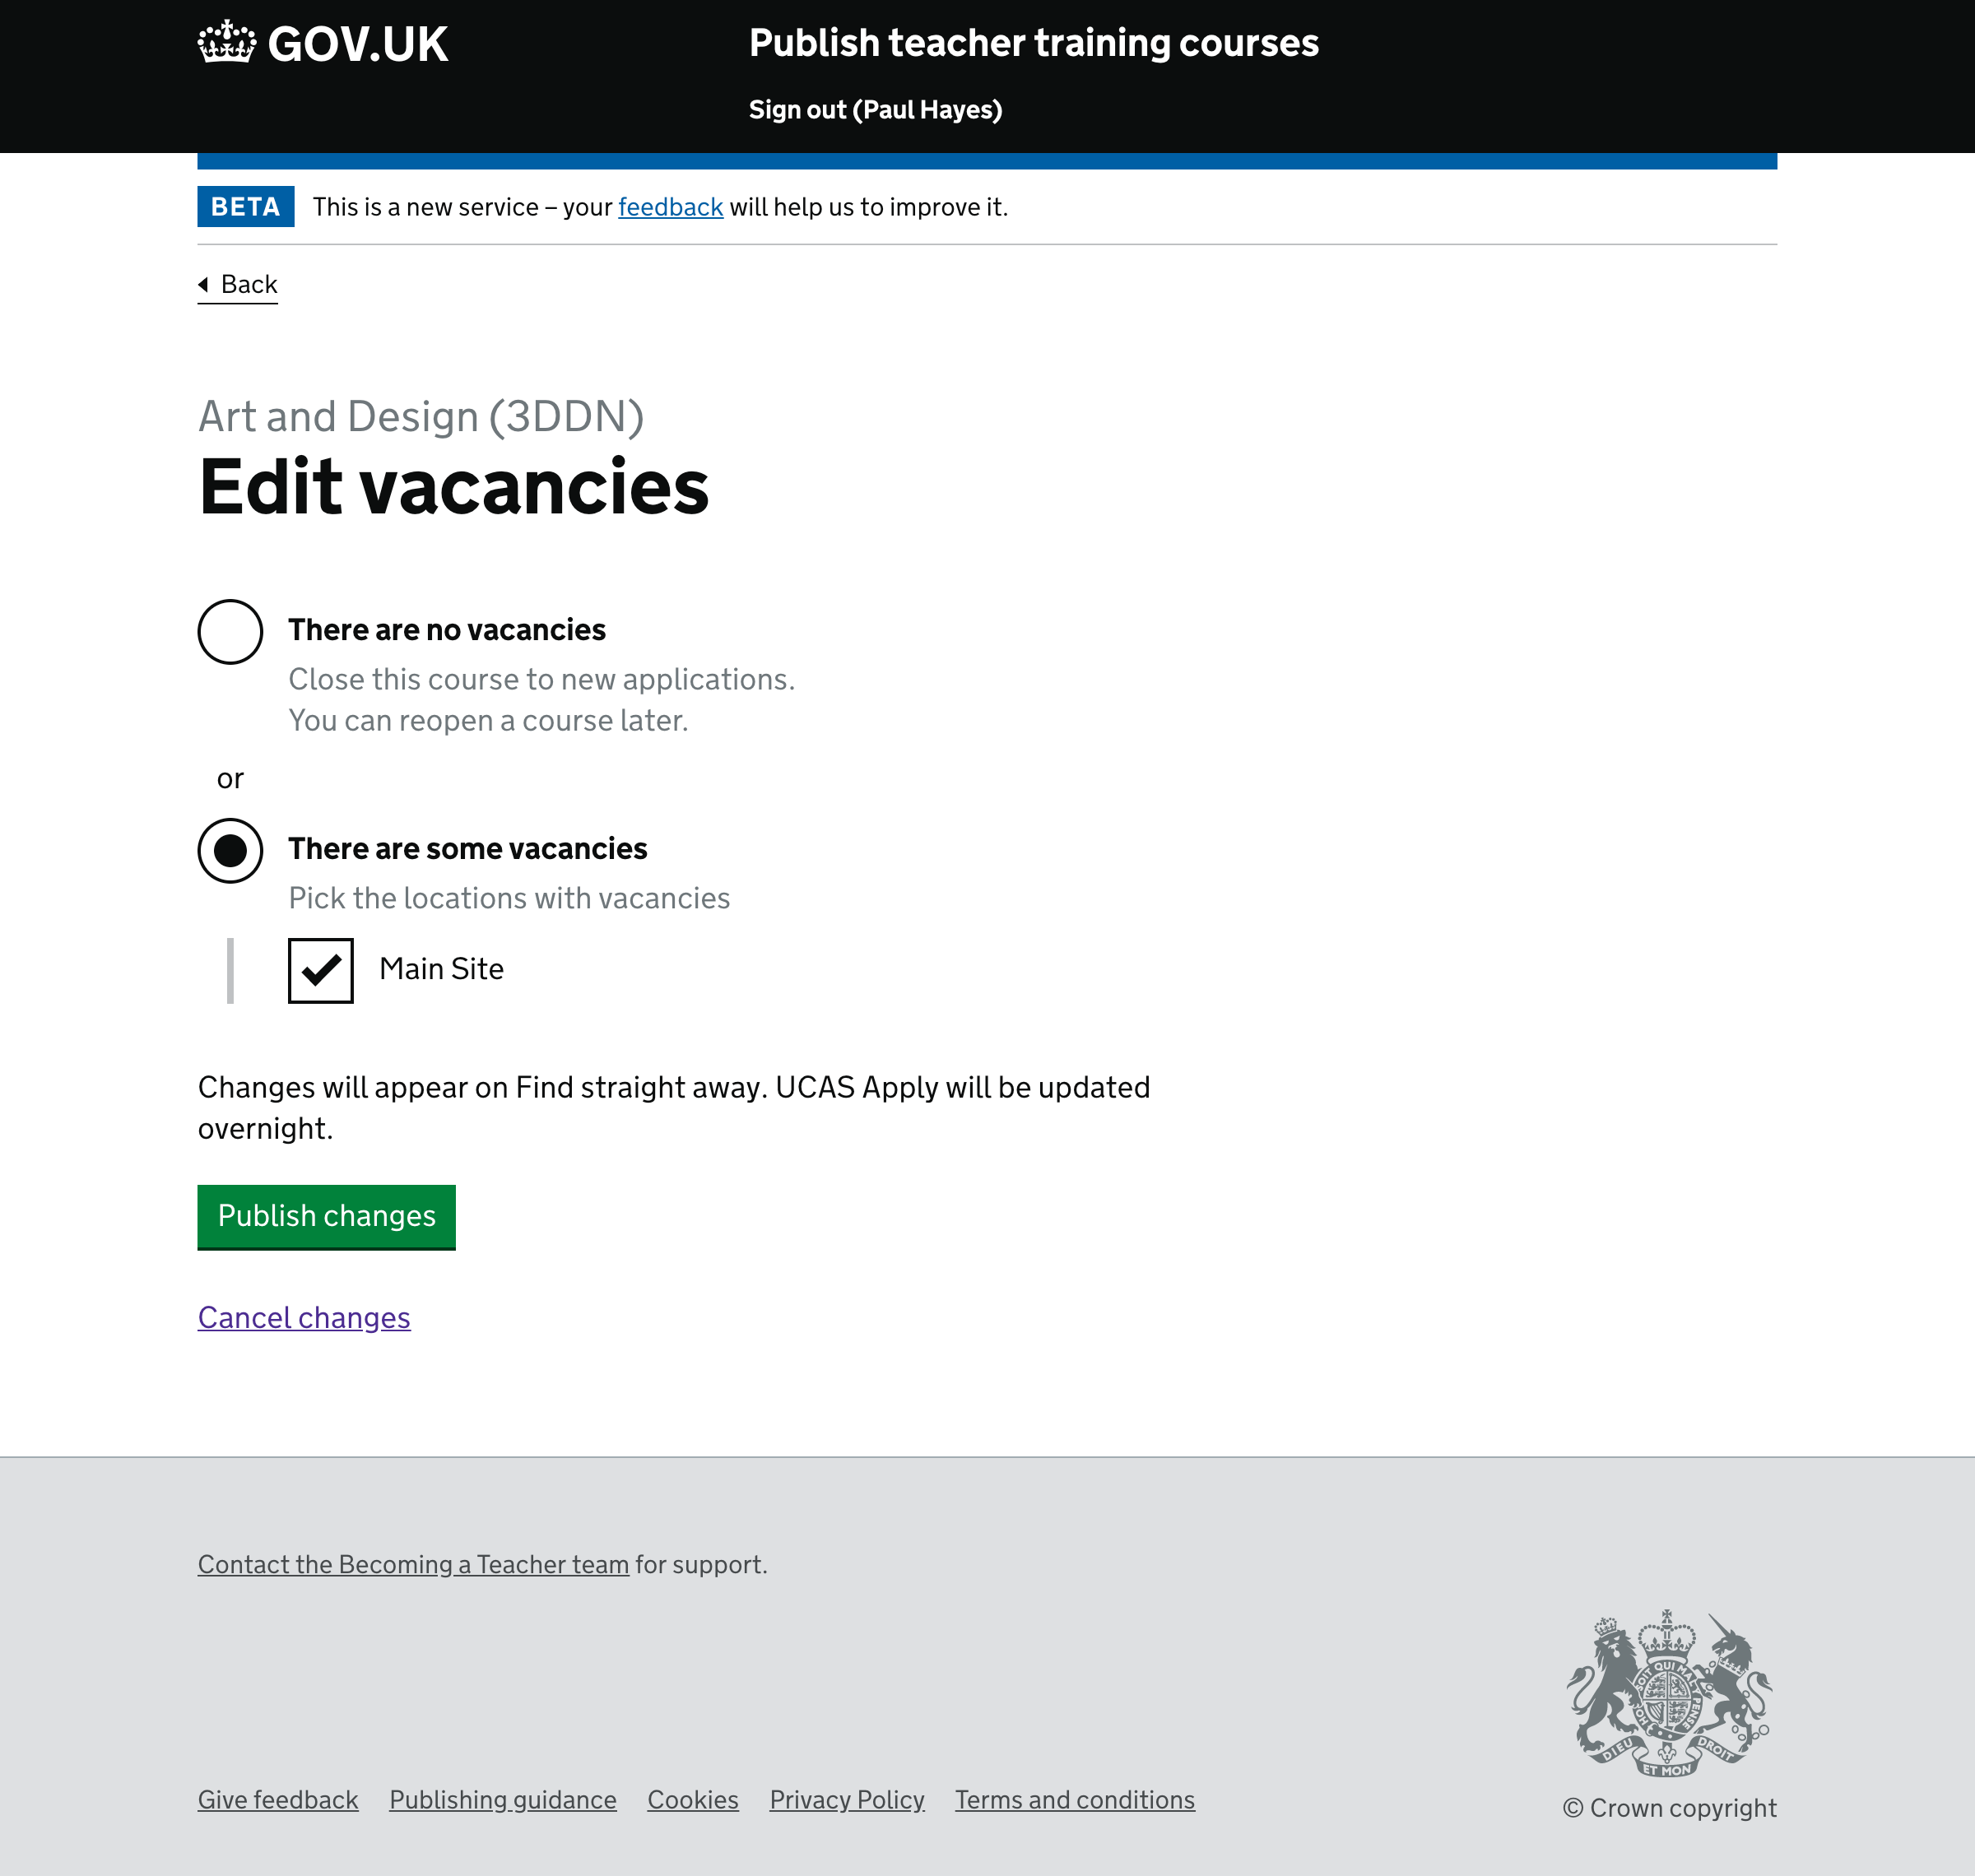 GOV.UK
Publish teacher training courses
Sign out (Paul Hayes)
BETA This is a new service – your feedback will help us to improve it.
Back
Art and Design (3DDN)
Edit vacancies
There are no vacancies
Close this course to new applications.
You can reopen a course later.
or
There are some vacancies
Pick the locations with vacancies
Main Site
Changes will appear on Find straight away. UCAS Apply will be updated
overnight.
Publish changes
Cancel changes
Contact the Becoming a Teacher team for support.
SOIT QUI MAL
PENSE
DIEU ET MON DROIT
Give feedback Publishing guidance Cookies Privacy Policy Terms and conditions
© Crown copyright